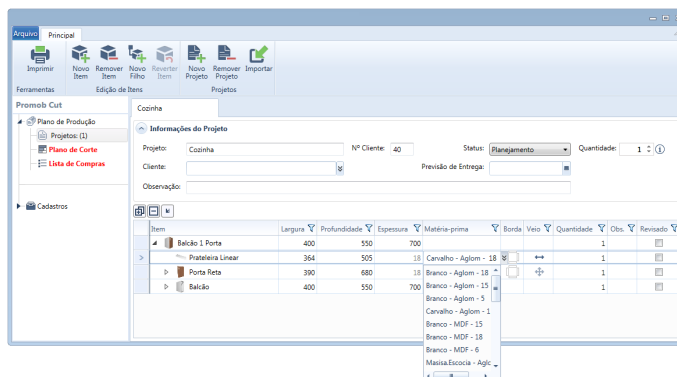 Arquivo Principal
Imprimir Novo Item Remover Item Novo Filho Reverter Item Novo Projeto Remover Projeto Importar
Ferramentas Edição de Itens Projetos
Promob Cut
Cozinha
Plano de Produção
Projetos: (1)
Plano de Corte
Lista de Compras
Cadastros
Informações do Projeto
Projeto: Cozinha Nº Cliente: 40 Status: Planejamento Quantidade: 1
Cliente: Previsão de Entrega:
Observação:
Item Largura Profundidade Espessura Matéria-prima Borda Veio Quantidade Obs. Revisado
Balcão 1 Porta 400 550 700 1
Prateleira Linear 364 505 18 Carvalho - Aglom - 18 1
Porta Reta 390 680 18 Branco - Aglom - 18 1
Balcão 400 550 700 Branco - Aglom - 15 1
Branco - Aglom - 5
Carvalho - Aglom - 1
Branco - MDF - 15
Branco - MDF - 18
Branco - MDF - 6
Masisa.Escocia - Aglc